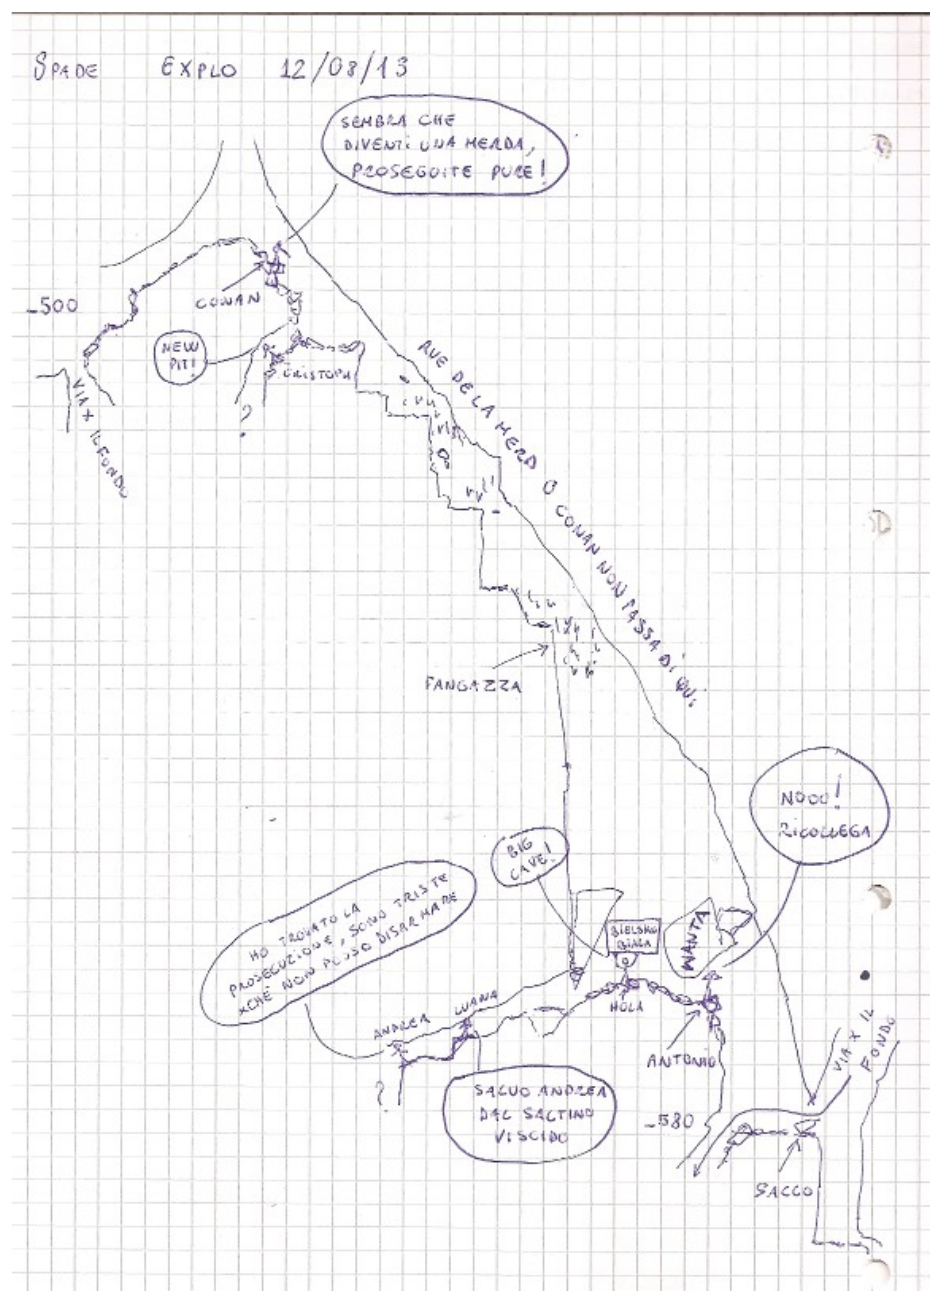 SPADE EXPLO 12/08/13
SEMBRA CHE
DIVENTI UNA MERDA,
PROSEGUITE PURE!
CONAN
-500
NEW
PIT!
CRISTOPH
?
VIA X IL FONDO
RUE DE LA MERD O CONAN NON PASSA DI QUI
FANGAZZA
NOOO!
RICOLLEGA
BIG
CAVE!
BIELSKO
BIALA
WANTA
HO TROVATO LA
PROSECUZIONE, SONO TRISTE
XCHÉ NON POSSO DISARMARE
ANDREA
LUANA
HOLA
ANTONIO
?
SALVO ANDREA
DAL SALTINO
VISCIDO
-580
VIA X IL
FONDO
SACCO